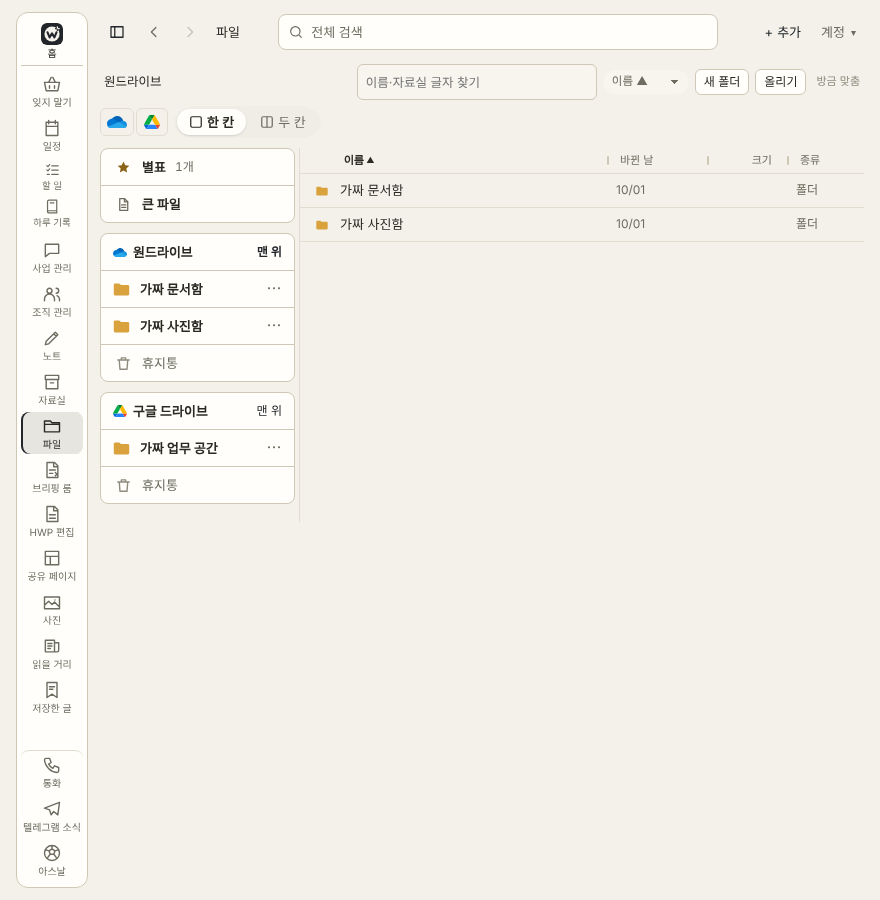 홈
잊지 말기
일정
할 일
하루 기록
사업 관리
조직 관리
노트
자료실
파일
브리핑 룸
HWP 편집
공유 페이지
사진
읽을 거리
저장한 글
통화
텔레그램 소식
아스날
파일
전체 검색
+ 추가
계정 ▾
원드라이브
이름·자료실 글자 찾기
이름 ▲
새 폴더
올리기
방금 맞춤
한 칸
두 칸
별표 1개
큰 파일
원드라이브 맨 위
가짜 문서함 ···
가짜 사진함 ···
휴지통
구글 드라이브 맨 위
가짜 업무 공간 ···
휴지통
이름 ▲ 바뀐 날 크기 종류
가짜 문서함 10/01 폴더
가짜 사진함 10/01 폴더